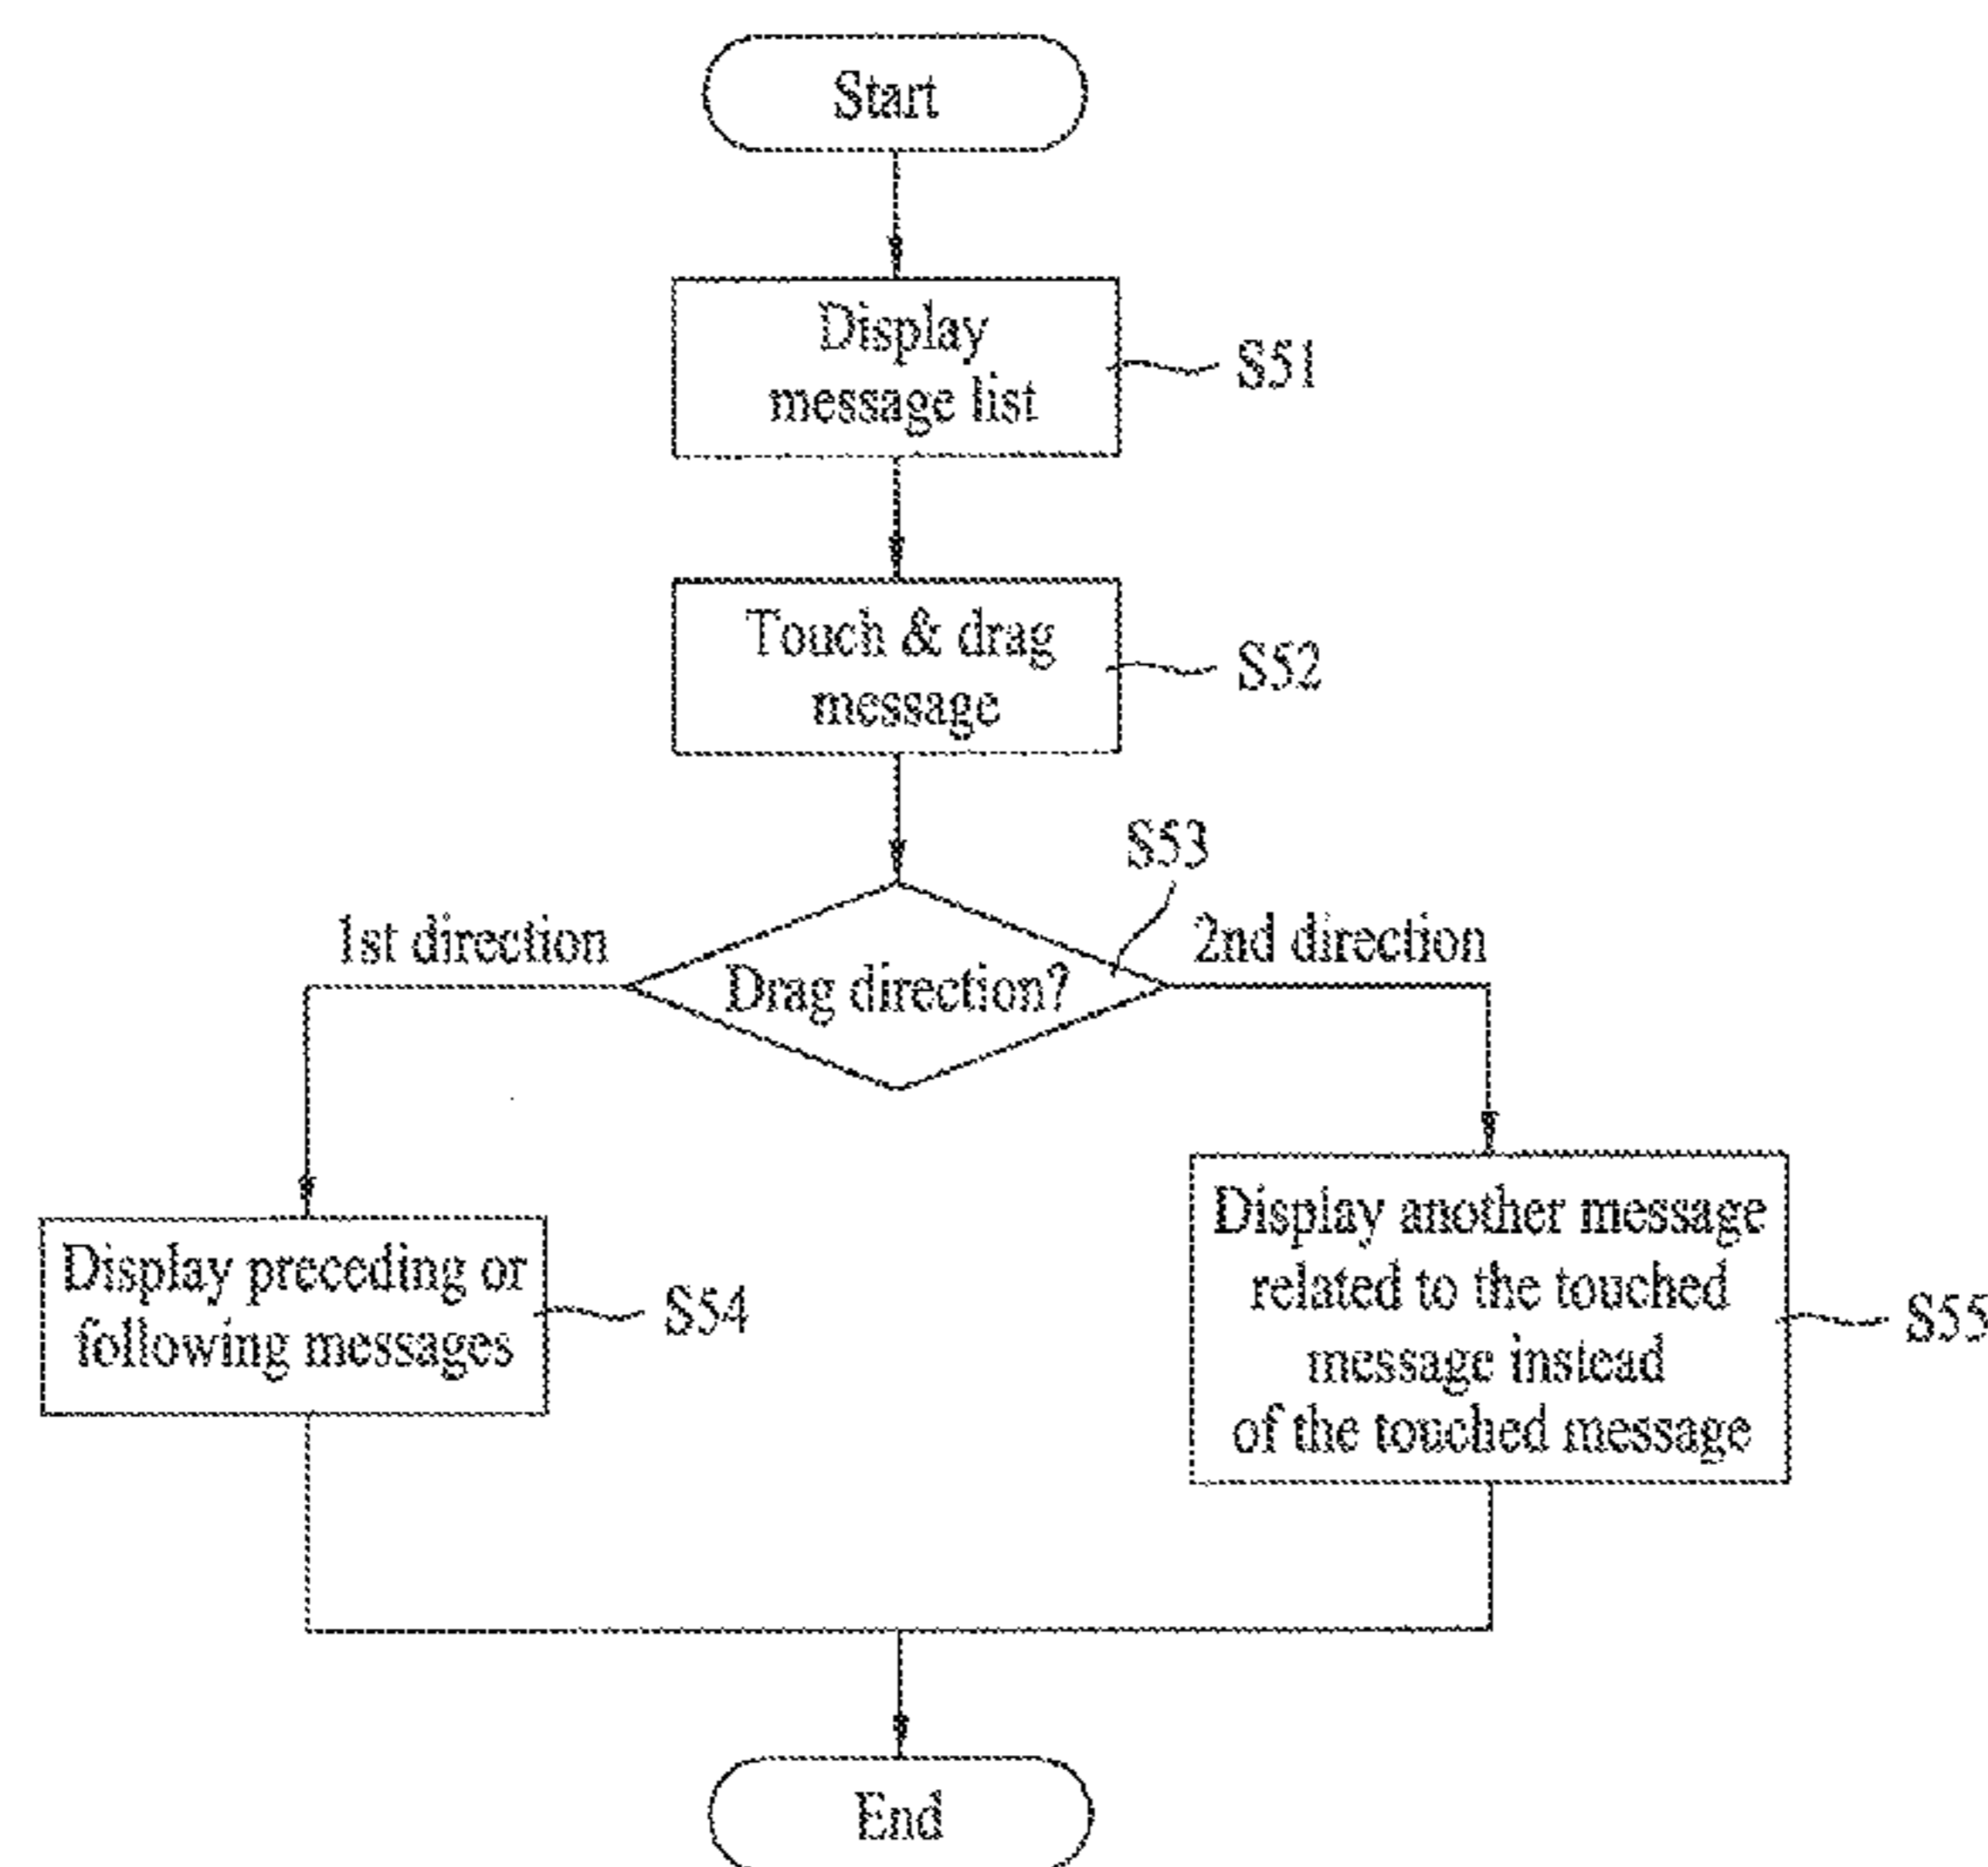 Start
Display
message list
S51
Touch & drag
message
S52
S53
1st direction
Drag direction?
2nd direction
Display preceding or
following messages
S54
Display another message
related to the touched
message instead
of the touched message
S55
End